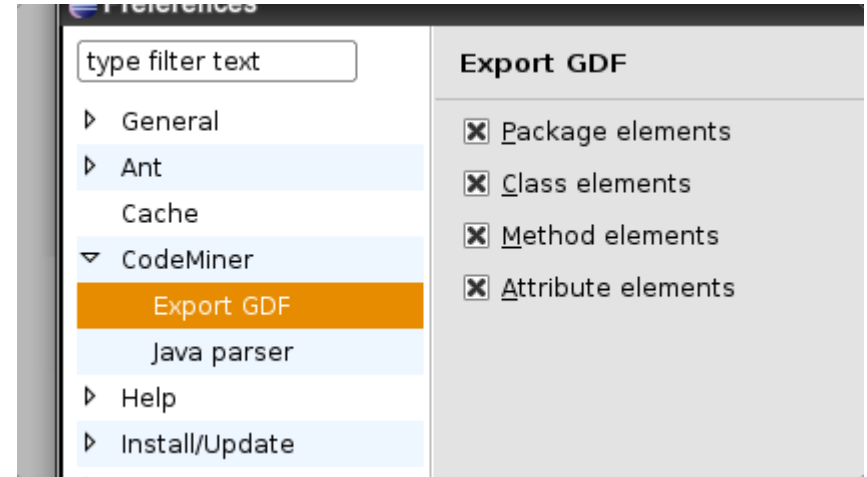 Preferences
type filter text
General
Ant
Cache
CodeMiner
Export GDF
Java parser
Help
Install/Update
Export GDF
Package elements
Class elements
Method elements
Attribute elements